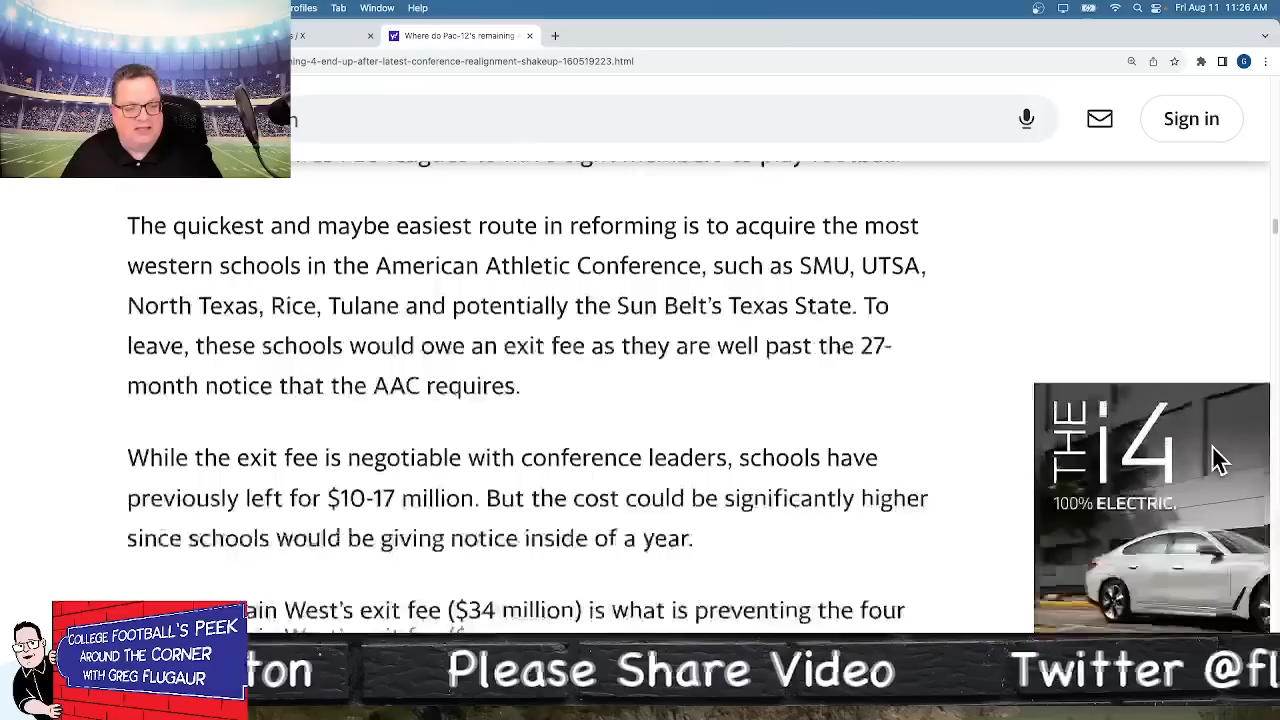 Tab Window Help
Fri Aug 11 11:26 AM
Where do Pac-12's remaining
-4-end-up-after-latest-conference-realignment-shakeup-160519223.html
G
Sign in
The quickest and maybe easiest route in reforming is to acquire the most
western schools in the American Athletic Conference, such as SMU, UTSA,
North Texas, Rice, Tulane and potentially the Sun Belt’s Texas State. To
leave, these schools would owe an exit fee as they are well past the 27-
month notice that the AAC requires.
While the exit fee is negotiable with conference leaders, schools have
previously left for $10-17 million. But the cost could be significantly higher
since schools would be giving notice inside of a year.
ain West’s exit fee ($34 million) is what is preventing the four
THE i4
100% ELECTRIC.
COLLEGE FOOTBALL'S PEEK
AROUND THE CORNER
WITH GREG FLUGAUR
ton Please Share Video Twitter @fl